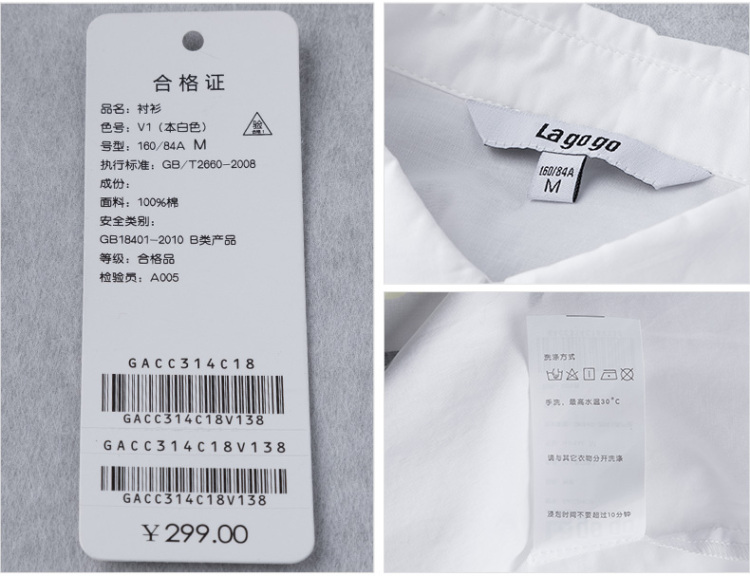 合格证
品名：衬衫
色号：V1（本白色）
验
号型：160/84A M
执行标准：GB/T2660-2008
成份：
面料：100%棉
安全类别：
GB18401-2010 B类产品
等级：合格品
检验员：A005
GACC314C18
GACC314C18V138
GACC314C18V138
GACC314C18V138
￥299.00
Lagogo
160/84A
M
洗涤方式
手洗，最高水温30°C
请与其它衣物分开洗涤
浸泡时间不要超过10分钟